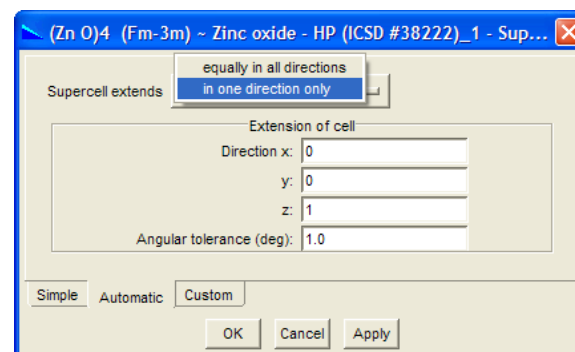 (Zn O)4 (Fm-3m) ~ Zinc oxide - HP (ICSD #38222)_1 - Sup...
equally in all directions
Supercell extends in one direction only
Extension of cell
Direction x: 0
y: 0
z: 1
Angular tolerance (deg): 1.0
Simple Automatic Custom
OK Cancel Apply